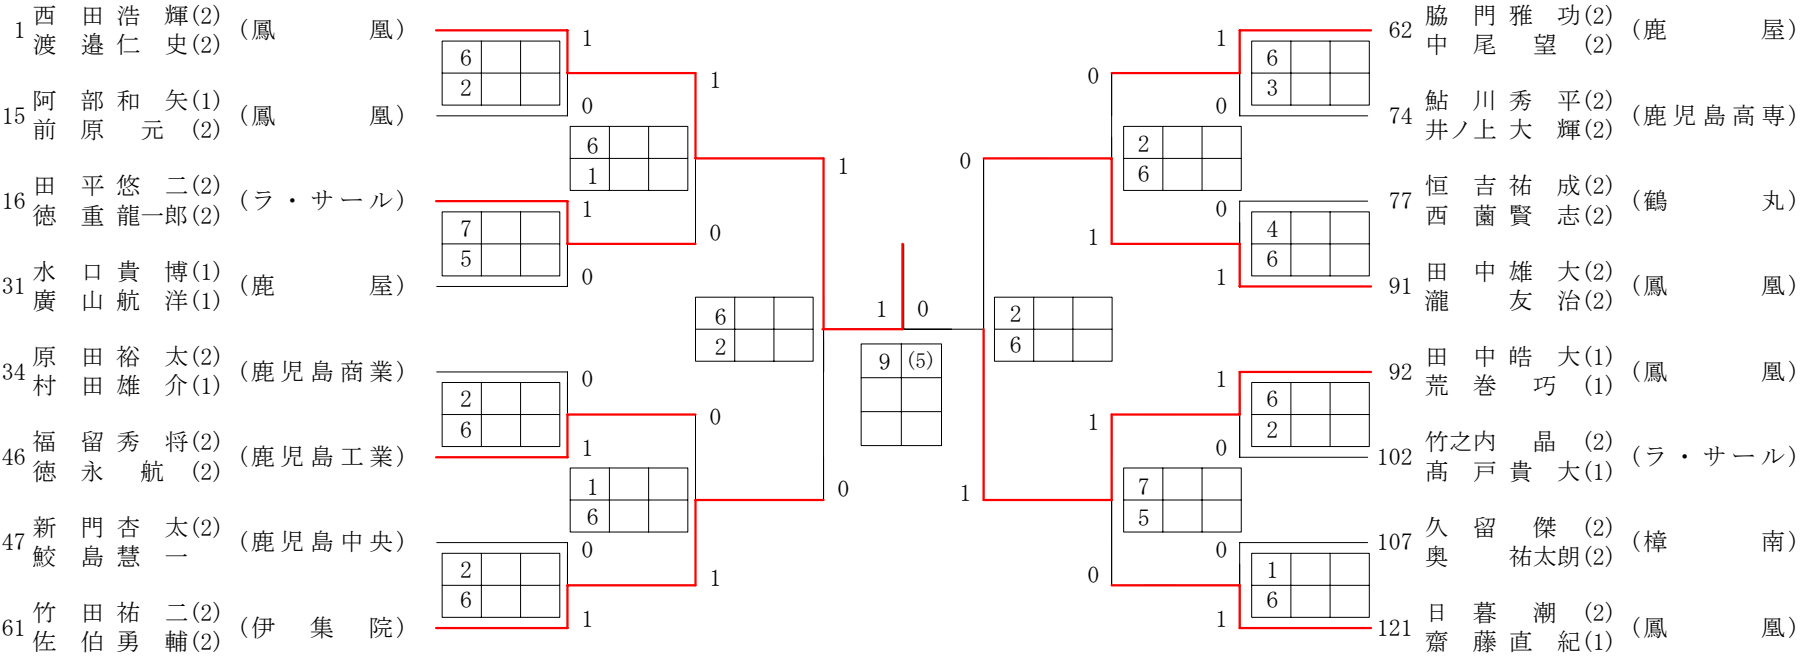 1 西田浩輝(2) (鳳凰)
渡邉仁史(2)
15 阿部和矢(1) (鳳凰)
前原元(2)
16 田平悠二(2) (ラ・サール)
徳重龍一郎(2)
31 水口貴博(1) (鹿屋)
廣山航洋(1)
34 原田裕太(2) (鹿児島商業)
村田雄介(1)
46 福留秀将(2) (鹿児島工業)
徳永航(2)
47 新門杏太(2) (鹿児島中央)
鮫島慧一
61 竹田祐二(2) (伊集院)
佐伯勇輔(2)
1
6
2
0
1
7
5
0
0
2
6
1
0
2
6
1
1
6
1
0
0
1
6
1
1
6
2
0
1 0
9 (5)
0
2
6
1
0
2
6
1
1
7
5
0
1
6
3
0
0
4
6
1
1
6
2
0
0
1
6
1
62 脇門雅功(2) (鹿屋)
中尾望(2)
74 鮎川秀平(2) (鹿児島高専)
井ノ上大輝(2)
77 恒吉祐成(2) (鶴丸)
西薗賢志(2)
91 田中雄大(2) (鳳凰)
瀧友治(2)
92 田中皓大(1) (鳳凰)
荒巻巧(1)
102 竹之内晶(2) (ラ・サール)
髙戸貴大(1)
107 久留傑(2) (樟南)
奥祐太朗(2)
121 日暮潮(2) (鳳凰)
齋藤直紀(1)